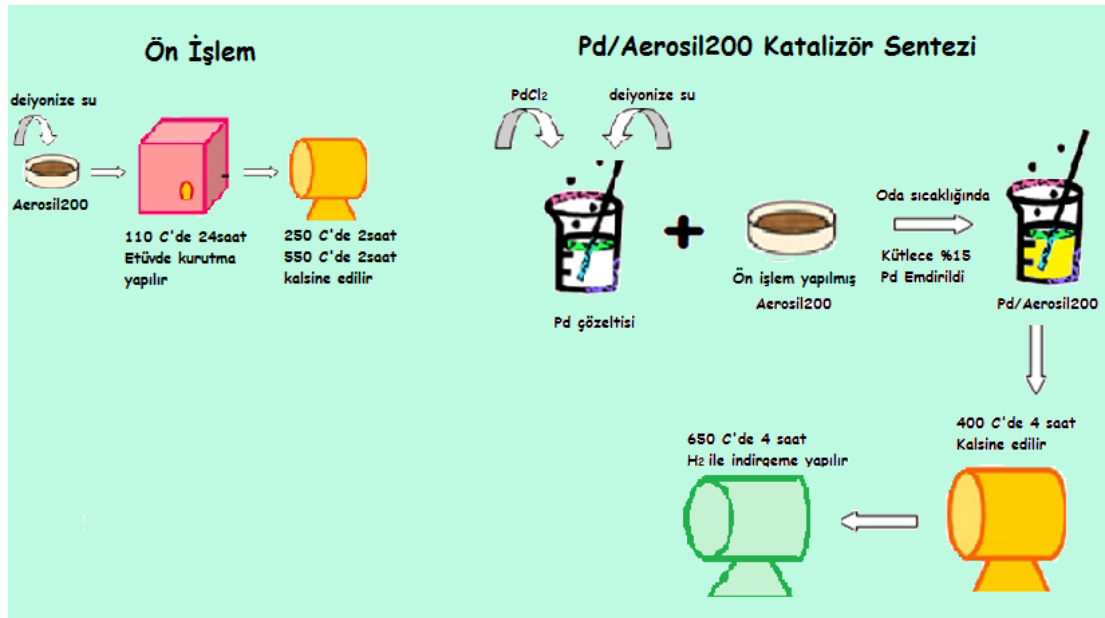 Ön İşlem
deiyonize su
Aerosil200
110 C'de 24saat
Etüvde kurutma
yapılır
250 C'de 2saat
550 C'de 2saat
kalsine edilir
Pd/Aerosil200 Katalizör Sentezi
PdCl₂
deiyonize su
Pd çözeltisi
+
Ön işlem yapılmış
Aerosil200
Oda sıcaklığında
Kütlece %15
Pd Emdirildi
Pd/Aerosil200
400 C'de 4 saat
Kalsine edilir
650 C'de 4 saat
H₂ ile indirgeme yapılır